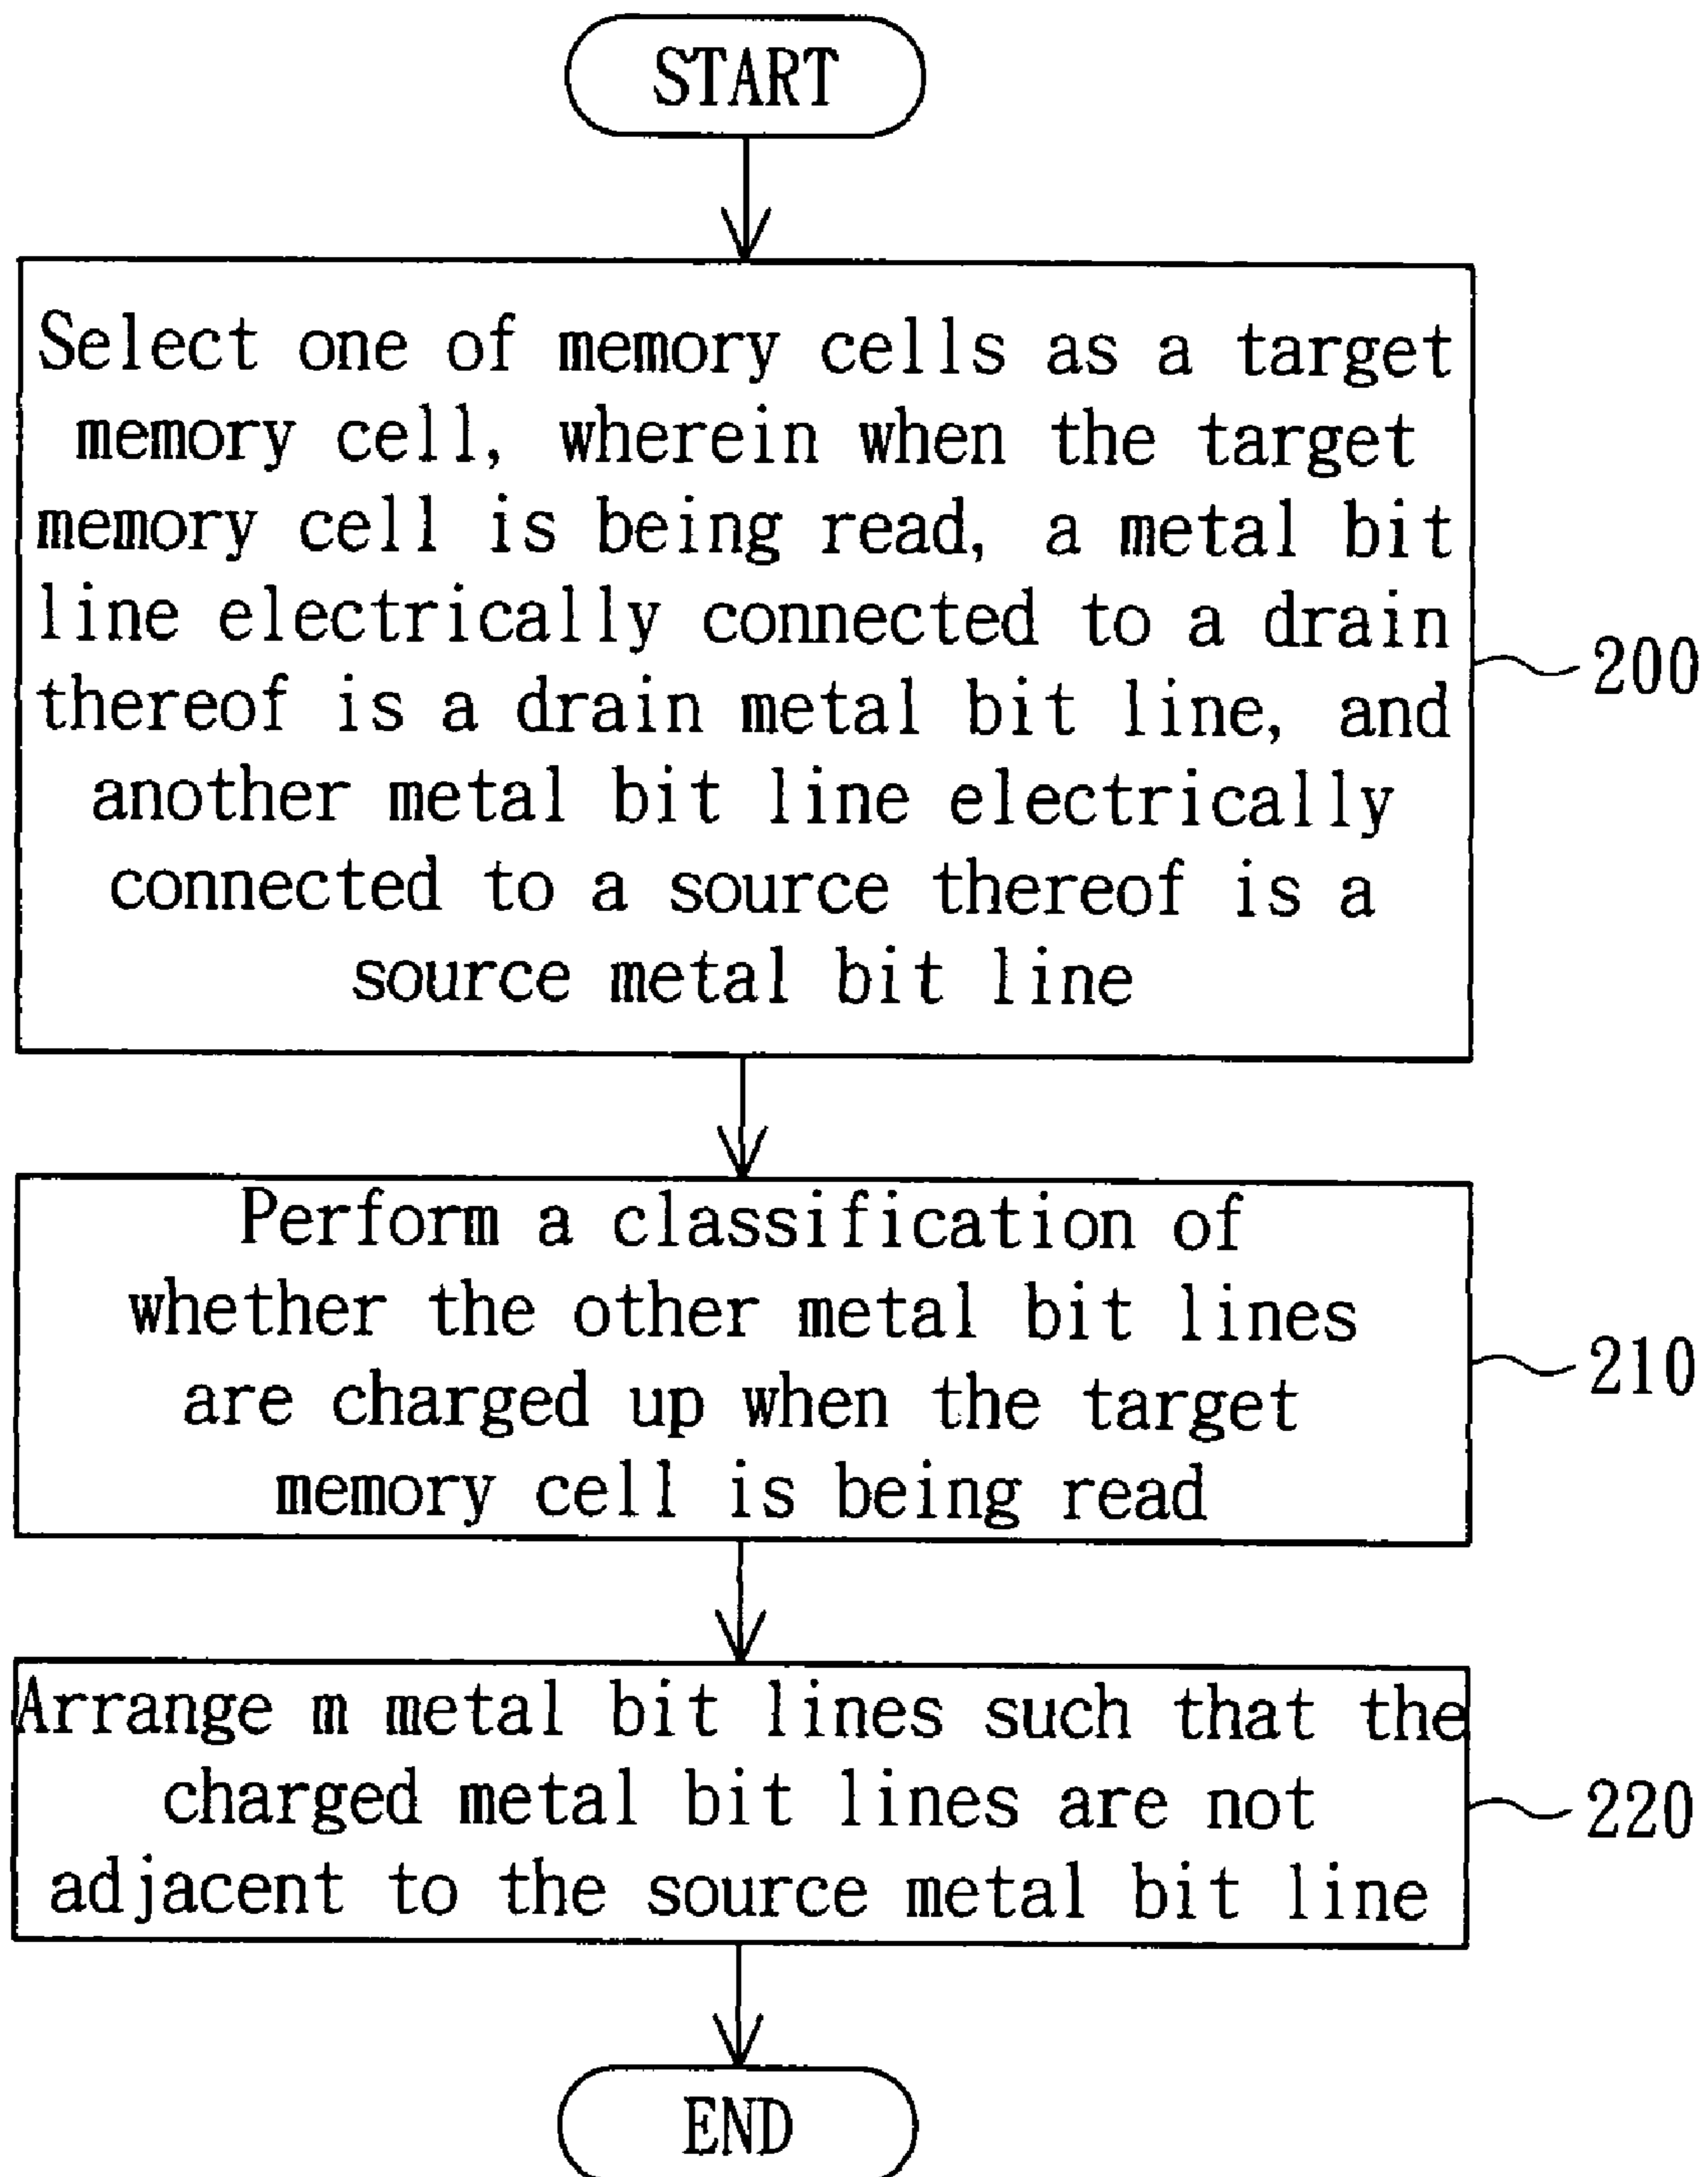 START
Select one of memory cells as a target
memory cell, wherein when the target
memory cell is being read, a metal bit
line electrically connected to a drain
thereof is a drain metal bit line, and
another metal bit line electrically
connected to a source thereof is a
source metal bit line
200
Perform a classification of
whether the other metal bit lines
are charged up when the target
memory cell is being read
210
Arrange m metal bit lines such that the
charged metal bit lines are not
adjacent to the source metal bit line
220
END